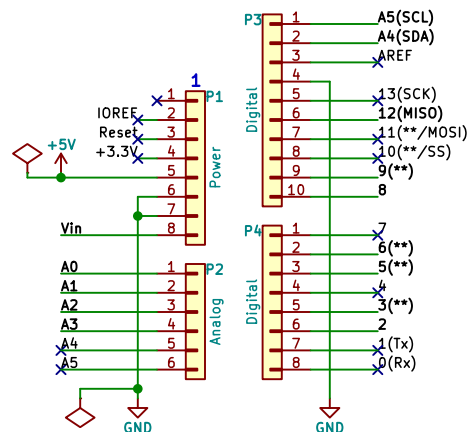 1
P1
Power
1
IOREF 2
Reset 3
+3.3V 4
+5V
5
6
7
Vin 8
P2
Analog
A0 1
A1 2
A2 3
A3 4
A4 5
A5 6
GND
P3
Digital
1 A5(SCL)
2 A4(SDA)
3 AREF
4
5 13(SCK)
6 12(MISO)
7 11(**/MOSI)
8 10(**/SS)
9 9(**)
10 8
P4
Digital
1 7
2 6(**)
3 5(**)
4 4
5 3(**)
6 2
7 1(Tx)
8 0(Rx)
GND